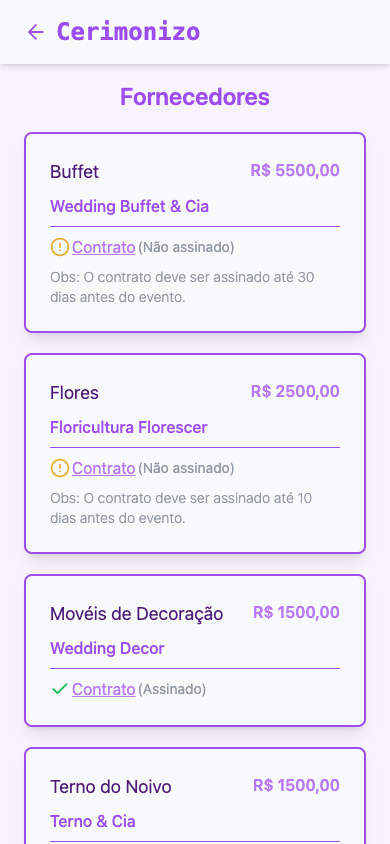 Cerimonizo
Fornecedores
Buffet R$ 5500,00
Wedding Buffet & Cia
Contrato (Não assinado)
Obs: O contrato deve ser assinado até 30
dias antes do evento.
Flores R$ 2500,00
Floricultura Florescer
Contrato (Não assinado)
Obs: O contrato deve ser assinado até 10
dias antes do evento.
Movéis de Decoração R$ 1500,00
Wedding Decor
Contrato (Assinado)
Terno do Noivo R$ 1500,00
Terno & Cia